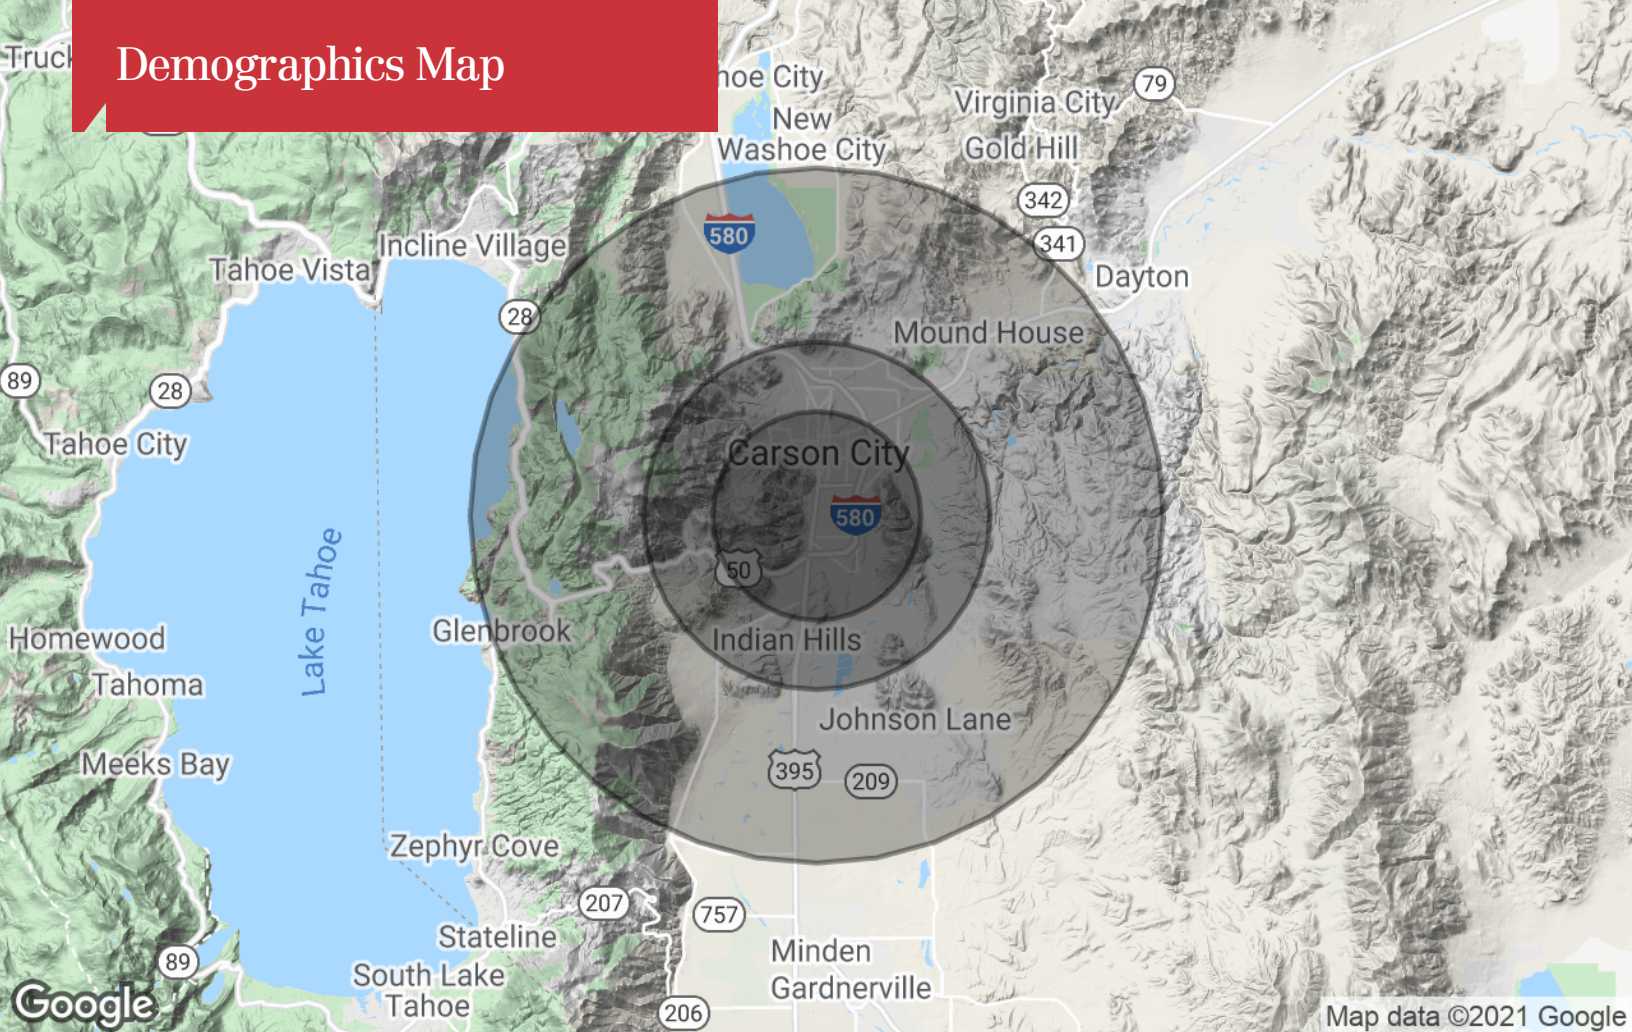 Demographics Map
Truck
hoe City
79
Virginia City
New
Washoe City
Gold Hill
342
580
341
Incline Village
Tahoe Vista
Dayton
28
Mound House
89
28
Tahoe City
Carson City
580
50
Lake Tahoe
Glenbrook
Homewood
Indian Hills
Tahoma
Johnson Lane
Meeks Bay
395
209
Zephyr Cove
207
757
Stateline
Minden
89
South Lake
Tahoe
Gardnerville
Google
206
Map data ©2021 Google